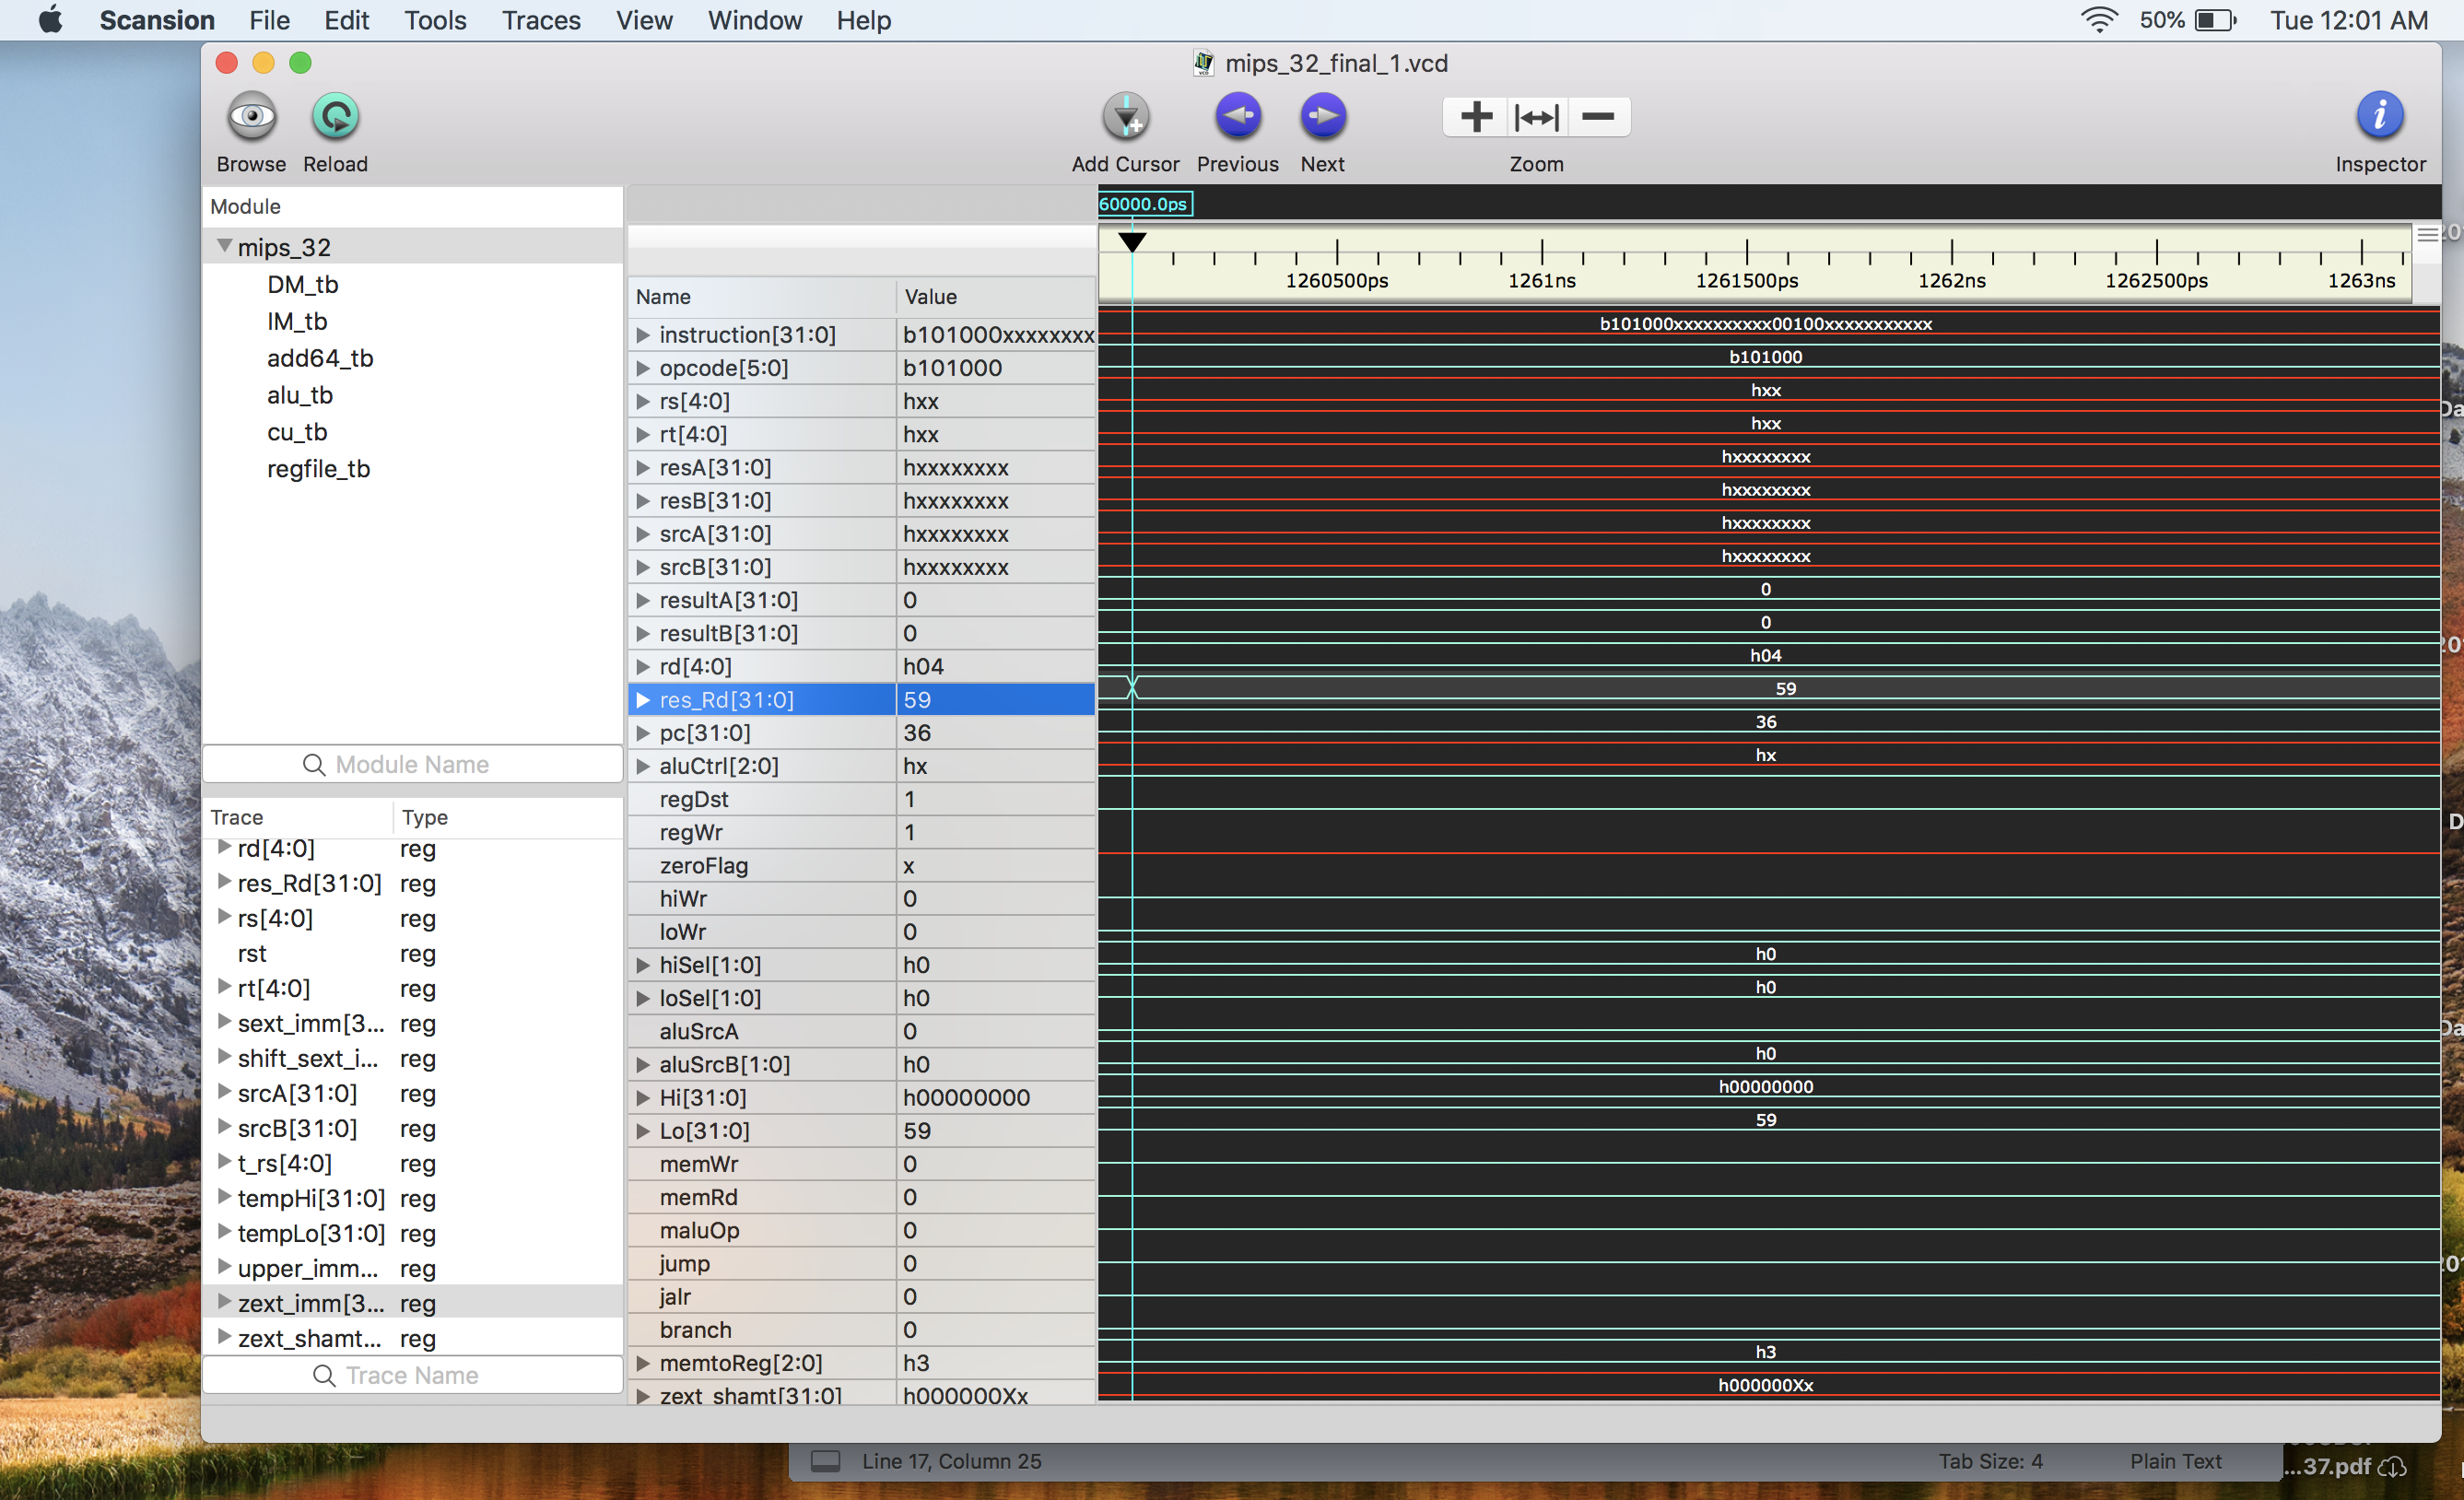 Scansion File Edit Tools Traces View Window Help 50% Tue 12:01 AM
mips_32_final_1.vcd
Browse Reload Add Cursor Previous Next Zoom Inspector
Module
mips_32
DM_tb
IM_tb
add64_tb
alu_tb
cu_tb
regfile_tb
Module Name
Trace Type
rd[4:0] reg
res_Rd[31:0] reg
rs[4:0] reg
rst reg
rt[4:0] reg
sext_imm[3... reg
shift_sext_i... reg
srcA[31:0] reg
srcB[31:0] reg
t_rs[4:0] reg
tempHi[31:0] reg
tempLo[31:0] reg
upper_imm... reg
zext_imm[3... reg
zext_shamt... reg
Trace Name
60000.0ps
1260500ps 1261ns 1261500ps 1262ns 1262500ps 1263ns
Name Value
instruction[31:0] b101000xxxxxxxx b101000xxxxxxxxxx00100xxxxxxxxxxx
opcode[5:0] b101000 b101000
rs[4:0] hxx hxx
rt[4:0] hxx hxx
resA[31:0] hxxxxxxxx hxxxxxxxx
resB[31:0] hxxxxxxxx hxxxxxxxx
srcA[31:0] hxxxxxxxx hxxxxxxxx
srcB[31:0] hxxxxxxxx hxxxxxxxx
resultA[31:0] 0 0
resultB[31:0] 0 0
rd[4:0] h04 h04
res_Rd[31:0] 59 59
pc[31:0] 36 36
aluCtrl[2:0] hx hx
regDst 1
regWr 1
zeroFlag x
hiWr 0
loWr 0
hiSel[1:0] h0 h0
loSel[1:0] h0 h0
aluSrcA 0
aluSrcB[1:0] h0 h0
Hi[31:0] h00000000 h00000000
Lo[31:0] 59 59
memWr 0
memRd 0
maluOp 0
jump 0
jalr 0
branch 0
memtoReg[2:0] h3 h3
zext_shamt[31:0] h000000Xx h000000Xx
Line 17, Column 25 Tab Size: 4 Plain Text
...37.pdf